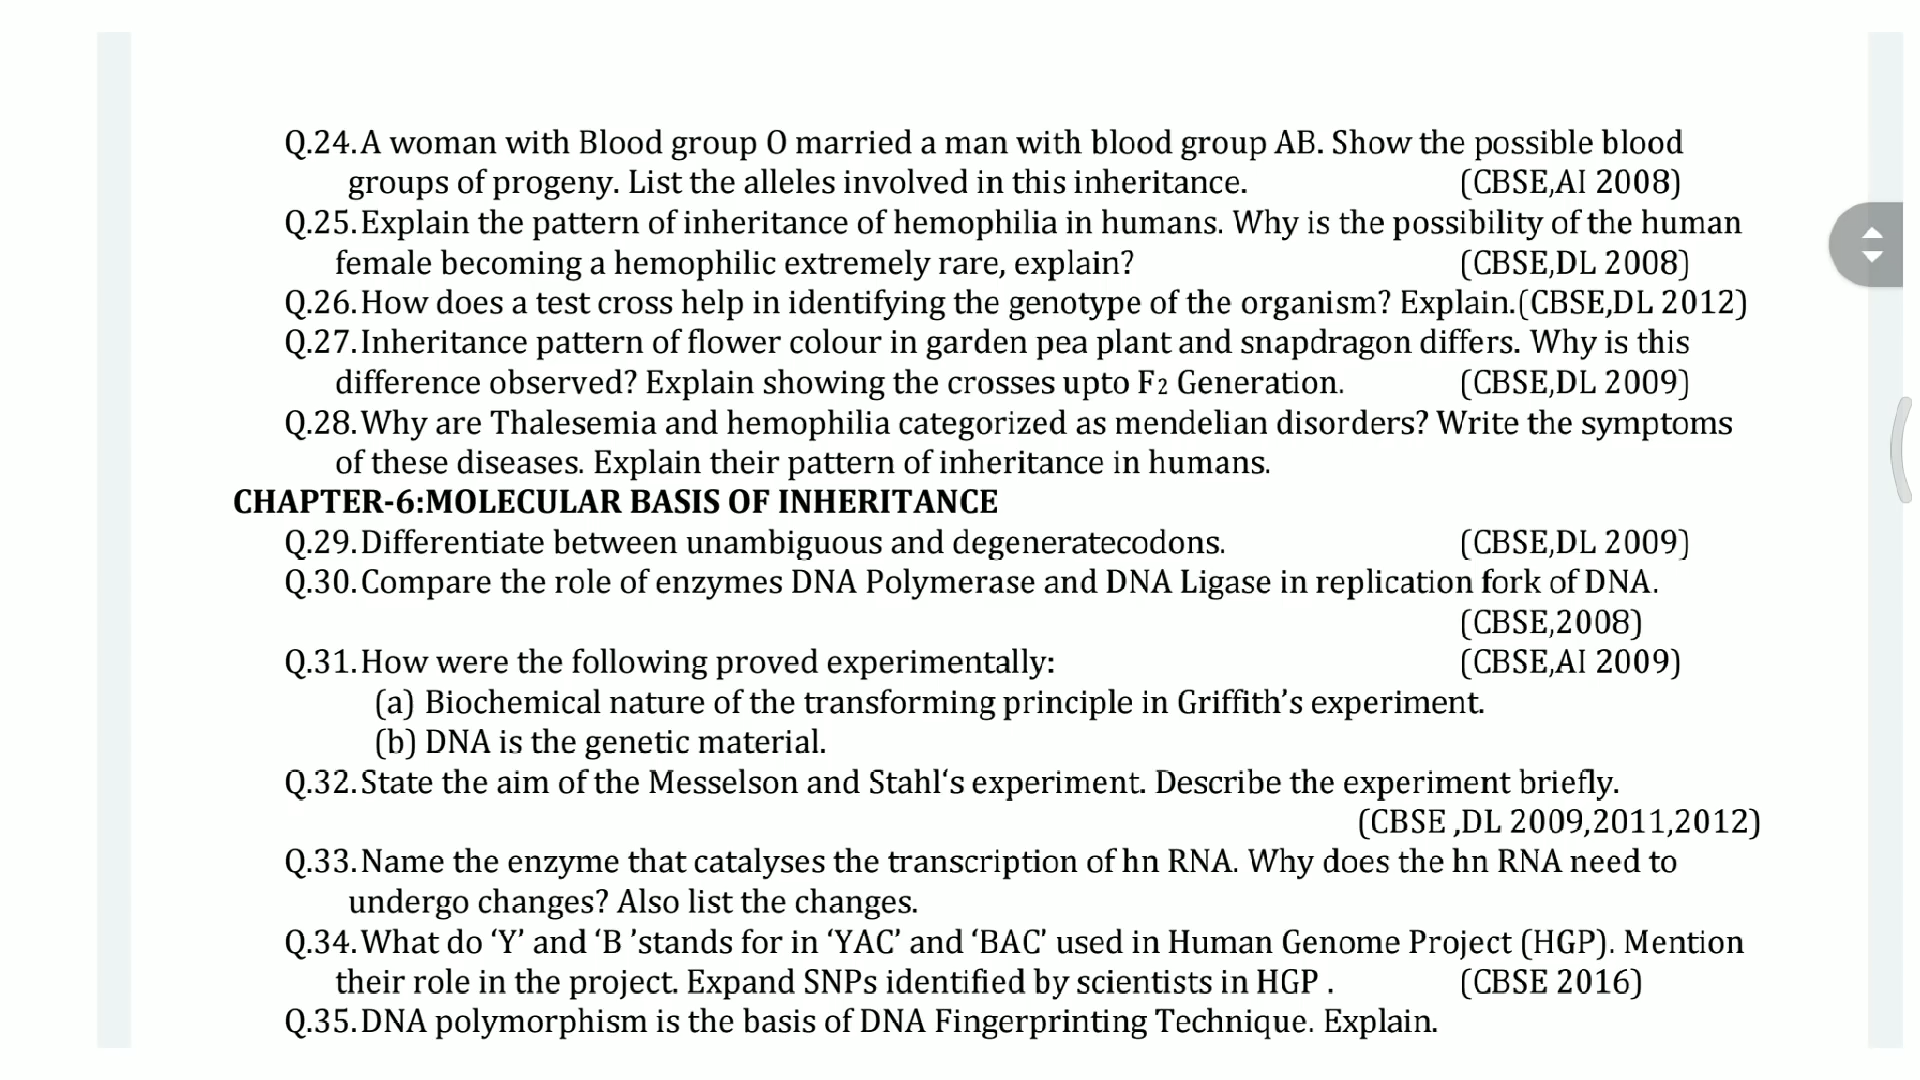 Q.24.A woman with Blood group O married a man with blood group AB. Show the possible blood
groups of progeny. List the alleles involved in this inheritance. (CBSE,AI 2008)
Q.25.Explain the pattern of inheritance of hemophilia in humans. Why is the possibility of the human
female becoming a hemophilic extremely rare, explain? (CBSE,DL 2008)
Q.26.How does a test cross help in identifying the genotype of the organism? Explain.(CBSE,DL 2012)
Q.27.Inheritance pattern of flower colour in garden pea plant and snapdragon differs. Why is this
difference observed? Explain showing the crosses upto F2 Generation. (CBSE,DL 2009)
Q.28.Why are Thalesemia and hemophilia categorized as mendelian disorders? Write the symptoms
of these diseases. Explain their pattern of inheritance in humans.
CHAPTER-6:MOLECULAR BASIS OF INHERITANCE
Q.29.Differentiate between unambiguous and degeneratecodons. (CBSE,DL 2009)
Q.30.Compare the role of enzymes DNA Polymerase and DNA Ligase in replication fork of DNA.
(CBSE,2008)
Q.31.How were the following proved experimentally: (CBSE,AI 2009)
(a) Biochemical nature of the transforming principle in Griffith’s experiment.
(b) DNA is the genetic material.
Q.32.State the aim of the Messelson and Stahl‘s experiment. Describe the experiment briefly.
(CBSE ,DL 2009,2011,2012)
Q.33.Name the enzyme that catalyses the transcription of hn RNA. Why does the hn RNA need to
undergo changes? Also list the changes.
Q.34.What do ‘Y’ and ‘B ’stands for in ‘YAC’ and ‘BAC’ used in Human Genome Project (HGP). Mention
their role in the project. Expand SNPs identified by scientists in HGP . (CBSE 2016)
Q.35.DNA polymorphism is the basis of DNA Fingerprinting Technique. Explain.